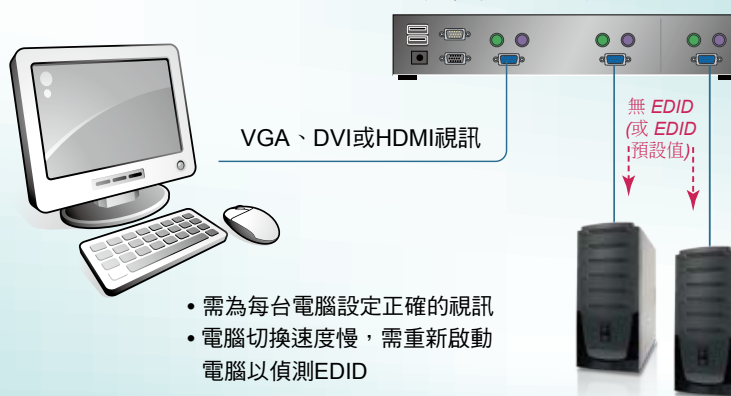 無 EDID
(或 EDID
預設值)
VGA、DVI或HDMI視訊
• 需為每台電腦設定正確的視訊
• 電腦切換速度慢，需重新啟動
電腦以偵測EDID